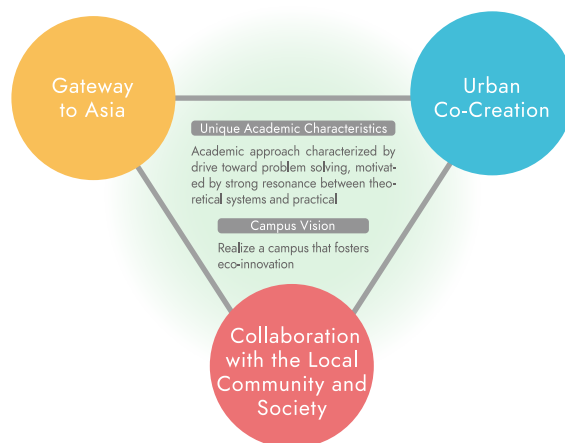 Gateway
to Asia
Urban
Co-Creation
Unique Academic Characteristics
Academic approach characterized by
drive toward problem solving, motivat-
ed by strong resonance between theo-
retical systems and practical
Campus Vision
Realize a campus that fosters
eco-innovation
Collaboration
with the Local
Community and
Society